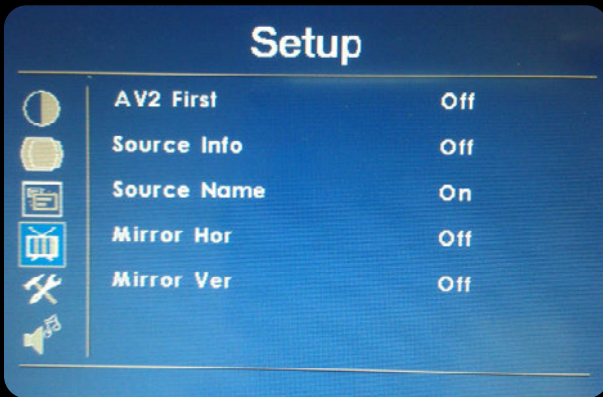 Setup
AV2 First Off
Source Info Off
Source Name On
Mirror Hor Off
Mirror Ver Off